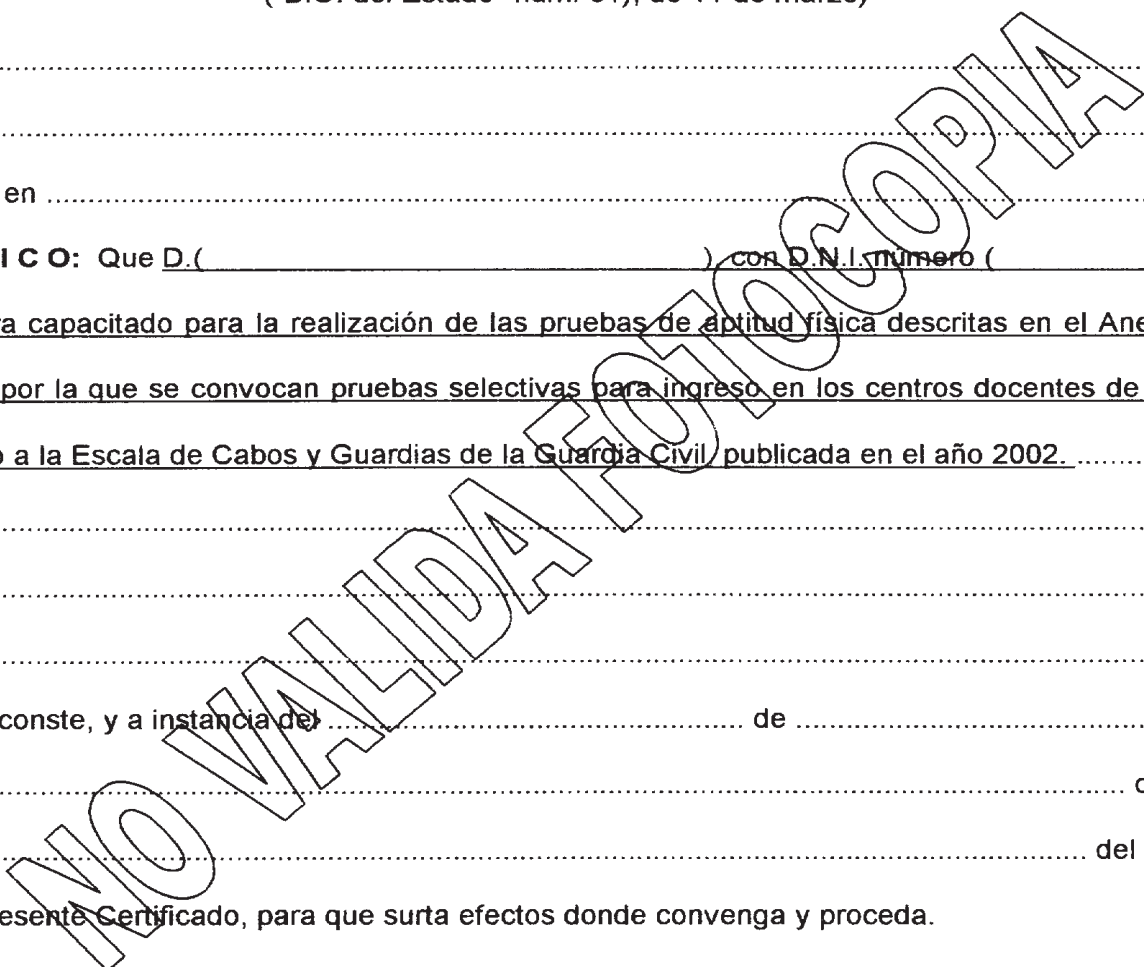 ("B.O. del Estado" núm. 61), de 11 de marzo)
en
I C O: Que D.( ), con D.N.I. número (
ra capacitado para la realización de las pruebas de aptitud física descritas en el Ane
por la que se convocan pruebas selectivas para ingreso en los centros docentes de
o a la Escala de Cabos y Guardias de la Guardia Civil, publicada en el año 2002.
conste, y a instancia del de
d
del
esente Certificado, para que surta efectos donde convenga y proceda.
NO VALIDA FOTOCOPIA